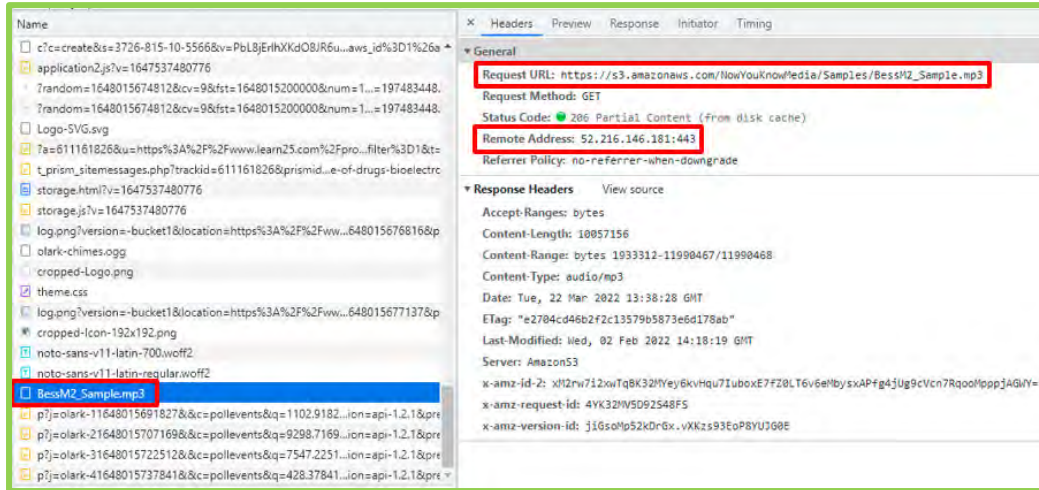 Name
c?c=create&s=3726-815-10-5566&v=PbL8jErlhXKdO8JR6u...aws_id%3D1%26a
application2.js?v=1647537480776
?random=1648015674812&cv=9&fst=1648015200000&num=1...=197483448.
?random=1648015674812&cv=9&fst=1648015200000&num=1...=197483448.
Logo-SVG.svg
?a=611161826&u=https%3A%2F%2Fwww.learn25.com%2Fpro...filter%3D1&t=
t_prism_sitemessages.php?trackid=611161826&prismid...e-of-drugs-bioelectrc
storage.html?v=1647537480776
storage.js?v=1647537480776
log.png?version=-bucket1&location=https%3A%2F%2Fww...648015676816&p
olark-chimes.ogg
cropped-Logo.png
theme.css
log.png?version=-bucket1&location=https%3A%2F%2Fww...648015677137&p
cropped-Icon-192x192.png
noto-sans-v11-latin-700.woff2
noto-sans-v11-latin-regular.woff2
BessM2_Sample.mp3
p?j=olark-11648015691827&&c=pollevents&q=1102.9182...ion=api-1.2.1&pre
p?j=olark-21648015707169&&c=pollevents&q=9298.7169...ion=api-1.2.1&pre
p?j=olark-31648015722512&&c=pollevents&q=7547.2251...ion=api-1.2.1&pre
p?j=olark-41648015737841&&c=pollevents&q=428.37841...ion=api-1.2.1&pre
× Headers Preview Response Initiator Timing
General
Request URL: https://s3.amazonaws.com/NowYouKnowMedia/Samples/BessM2_Sample.mp3
Request Method: GET
Status Code: 206 Partial Content (from disk cache)
Remote Address: 52.216.146.181:443
Referrer Policy: no-referrer-when-downgrade
Response Headers View source
Accept-Ranges: bytes
Content-Length: 10057156
Content-Range: bytes 1933312-11990467/11990468
Content-Type: audio/mp3
Date: Tue, 22 Mar 2022 13:38:28 GMT
ETag: "e2704cd46b2f2c13579b5873e6d178ab"
Last-Modified: Wed, 02 Feb 2022 14:18:19 GMT
Server: AmazonS3
x-amz-id-2:
x-amz-request-id: 4YK32MV5D92S48FS
x-amz-version-id: jiGsoMp52kDrGx.vXKzs93EoP8YUJG0E